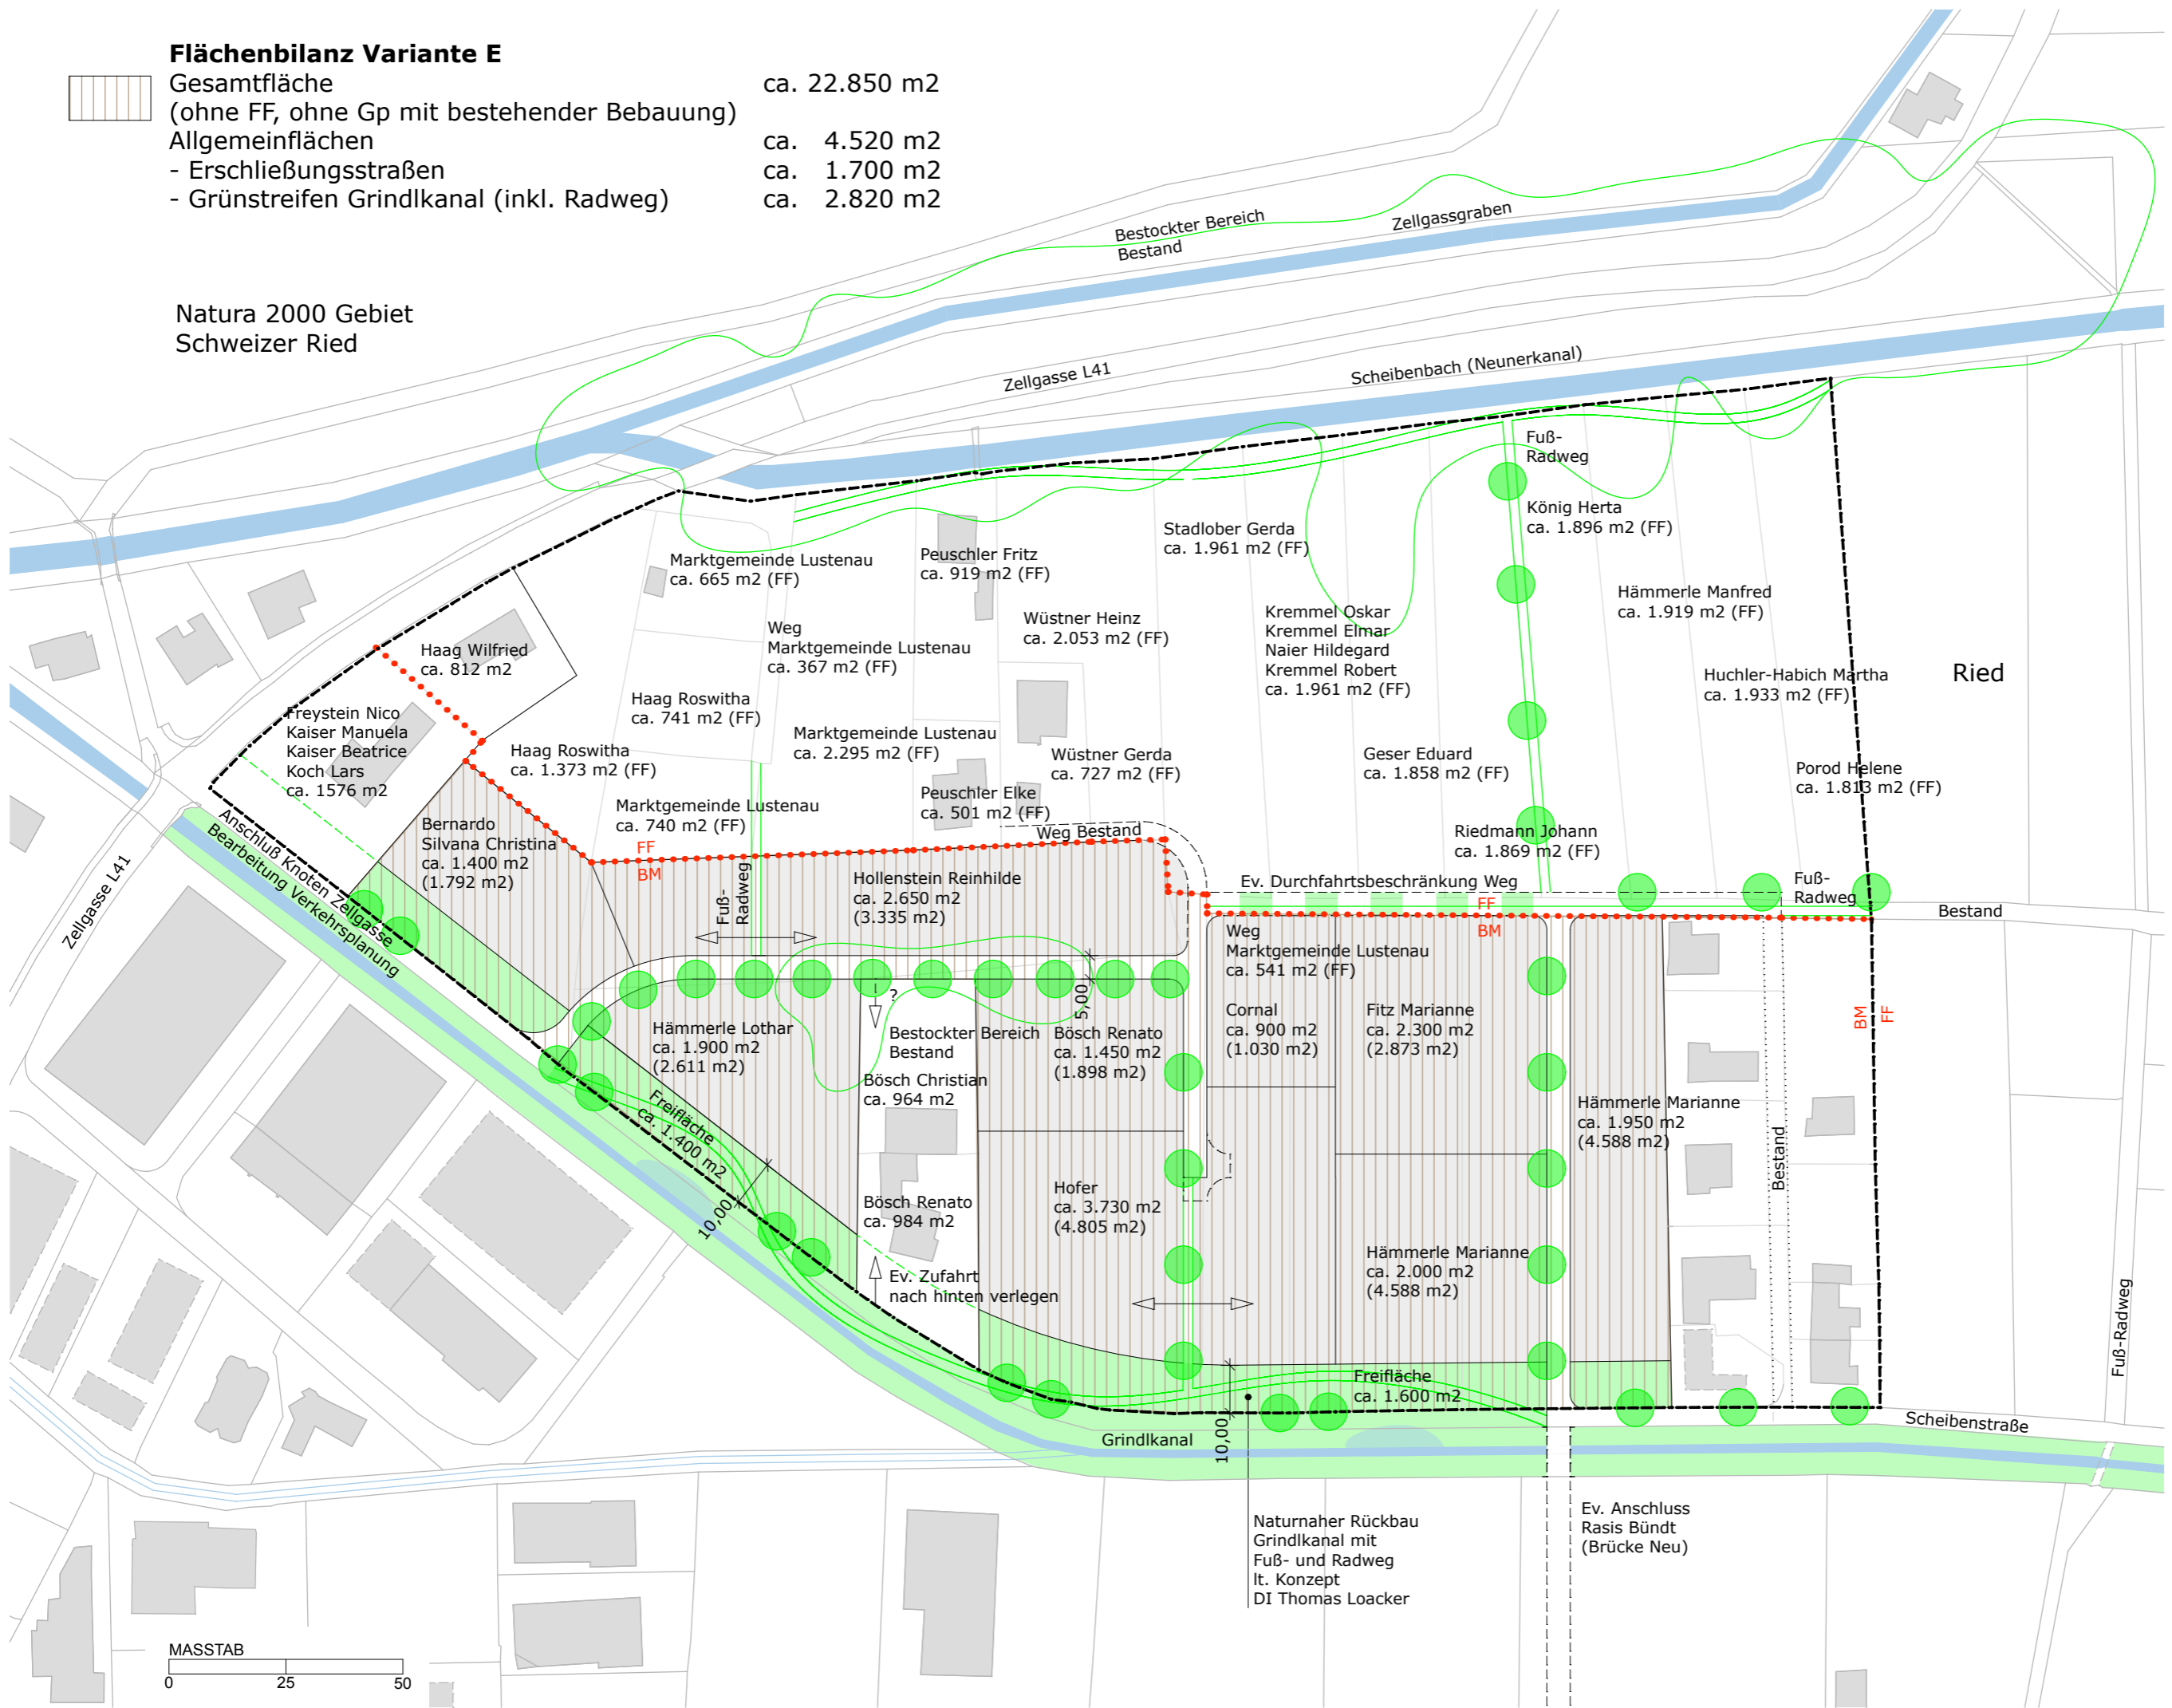 Flächenbilanz Variante E
Gesamtfläche ca. 22.850 m2
(ohne FF, ohne Gp mit bestehender Bebauung)
Allgemeinflächen ca. 4.520 m2
- Erschließungsstraßen ca. 1.700 m2
- Grünstreifen Grindlkanal (inkl. Radweg) ca. 2.820 m2
Natura 2000 Gebiet
Schweizer Ried
Bestockter Bereich
Bestand
Zellgassgraben
Zellgasse L41
Scheibenbach (Neunerkanal)
Fuß-
Radweg
König Herta
ca. 1.896 m2 (FF)
Stadlober Gerda
ca. 1.961 m2 (FF)
Marktgemeinde Lustenau
ca. 665 m2 (FF)
Peuschler Fritz
ca. 919 m2 (FF)
Hämmerle Manfred
ca. 1.919 m2 (FF)
Kremmel Oskar
Kremmel Elmar
Naier Hildegard
Kremmel Robert
ca. 1.961 m2 (FF)
Wüstner Heinz
ca. 2.053 m2 (FF)
Weg
Marktgemeinde Lustenau
ca. 367 m2 (FF)
Haag Wilfried
ca. 812 m2
Huchler-Habich Martha
ca. 1.933 m2 (FF)
Ried
Haag Roswitha
ca. 741 m2 (FF)
Freystein Nico
Kaiser Manuela
Kaiser Beatrice
Koch Lars
ca. 1576 m2
Haag Roswitha
ca. 1.373 m2 (FF)
Marktgemeinde Lustenau
ca. 2.295 m2 (FF)
Wüstner Gerda
ca. 727 m2 (FF)
Geser Eduard
ca. 1.858 m2 (FF)
Porod Helene
ca. 1.813 m2 (FF)
Peuschler Elke
ca. 501 m2 (FF)
Marktgemeinde Lustenau
ca. 740 m2 (FF)
Weg Bestand
Riedmann Johann
ca. 1.869 m2 (FF)
Anschluß Knoten Zellgasse
Bearbeitung Verkehrsplanung
Zellgasse L41
Bernardo
Silvana Christina
ca. 1.400 m2
(1.792 m2)
FF
BM
Fuß-
Radweg
Hollenstein Reinhilde
ca. 2.650 m2
(3.335 m2)
Ev. Durchfahrtsbeschränkung Weg
FF
BM
Fuß-
Radweg
Bestand
Weg
Marktgemeinde Lustenau
ca. 541 m2 (FF)
?
5,00
BM
FF
Hämmerle Lothar
ca. 1.900 m2
(2.611 m2)
Bestockter Bereich
Bestand
Bösch Renato
ca. 1.450 m2
(1.898 m2)
Cornal
ca. 900 m2
(1.030 m2)
Fitz Marianne
ca. 2.300 m2
(2.873 m2)
Bösch Christian
ca. 964 m2
Freifläche
ca. 1.400 m2
Hämmerle Marianne
ca. 1.950 m2
(4.588 m2)
Bestand
10,00
Bösch Renato
ca. 984 m2
Hofer
ca. 3.730 m2
(4.805 m2)
Hämmerle Marianne
ca. 2.000 m2
(4.588 m2)
Ev. Zufahrt
nach hinten verlegen
Freifläche
ca. 1.600 m2
Fuß-Radweg
10,00
Grindlkanal
Scheibenstraße
Naturnaher Rückbau
Grindlkanal mit
Fuß- und Radweg
lt. Konzept
DI Thomas Loacker
Ev. Anschluss
Rasis Bündt
(Brücke Neu)
MASSTAB
0 25 50